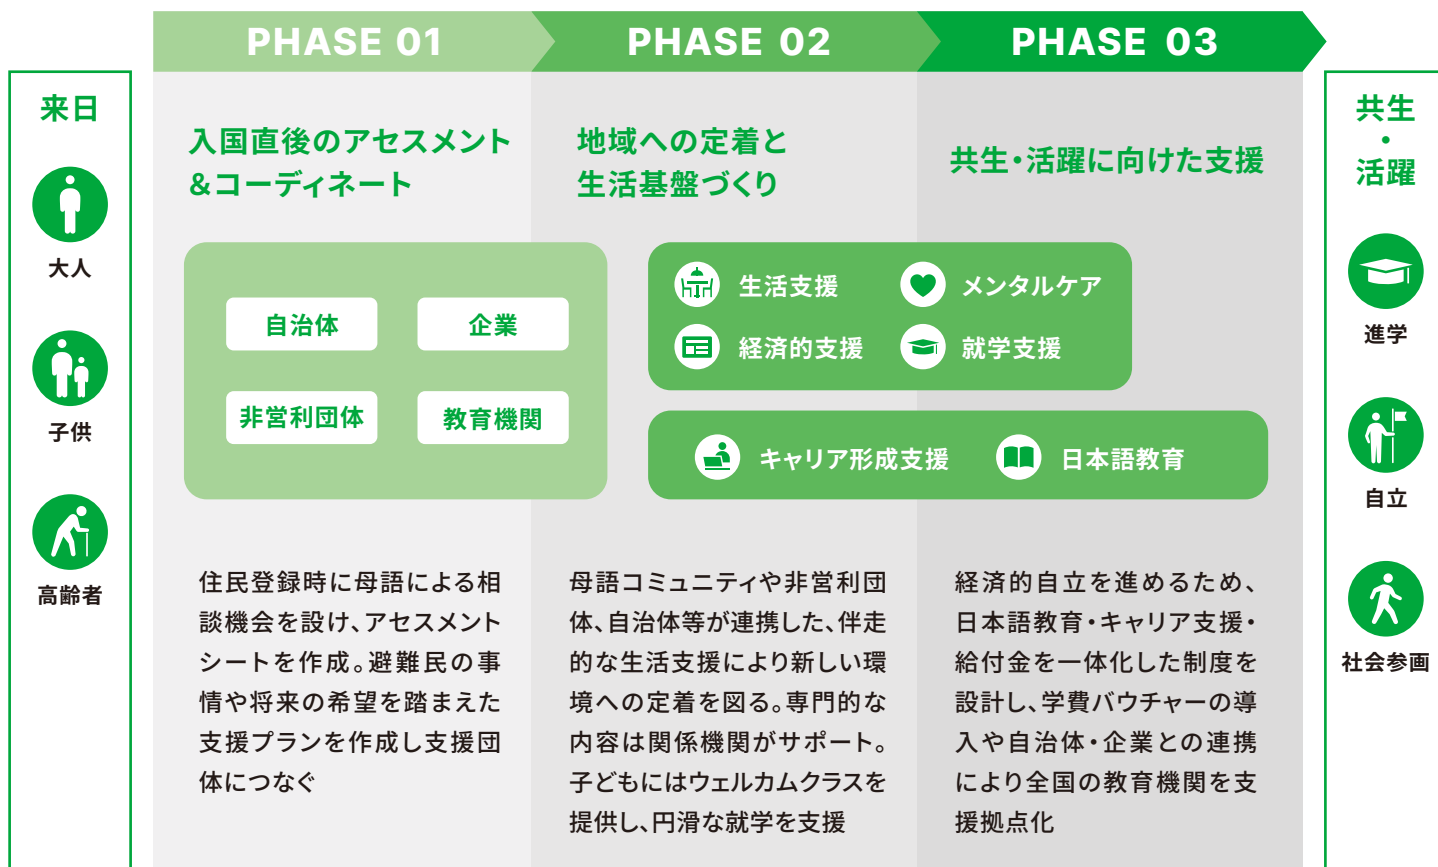 来日
大人
子供
高齢者
PHASE 01
入国直後のアセスメント
&コーディネート
自治体
企業
非営利団体
教育機関
住民登録時に母語による相
談機会を設け、アセスメント
シートを作成。避難民の事
情や将来の希望を踏まえた
支援プランを作成し支援団
体につなぐ
PHASE 02
地域への定着と
生活基盤づくり
生活支援
メンタルケア
経済的支援
就学支援
キャリア形成支援
日本語教育
母語コミュニティや非営利団
体、自治体等が連携した、伴走
的な生活支援により新しい環
境への定着を図る。専門的な
内容は関係機関がサポート。
子どもにはウェルカムクラスを
提供し、円滑な就学を支援
PHASE 03
共生・活躍に向けた支援
経済的自立を進めるため、
日本語教育・キャリア支援・
給付金を一体化した制度を
設計し、学費バウチャーの導
入や自治体・企業との連携
により全国の教育機関を支
援拠点化
共生
・
活躍
進学
自立
社会参画